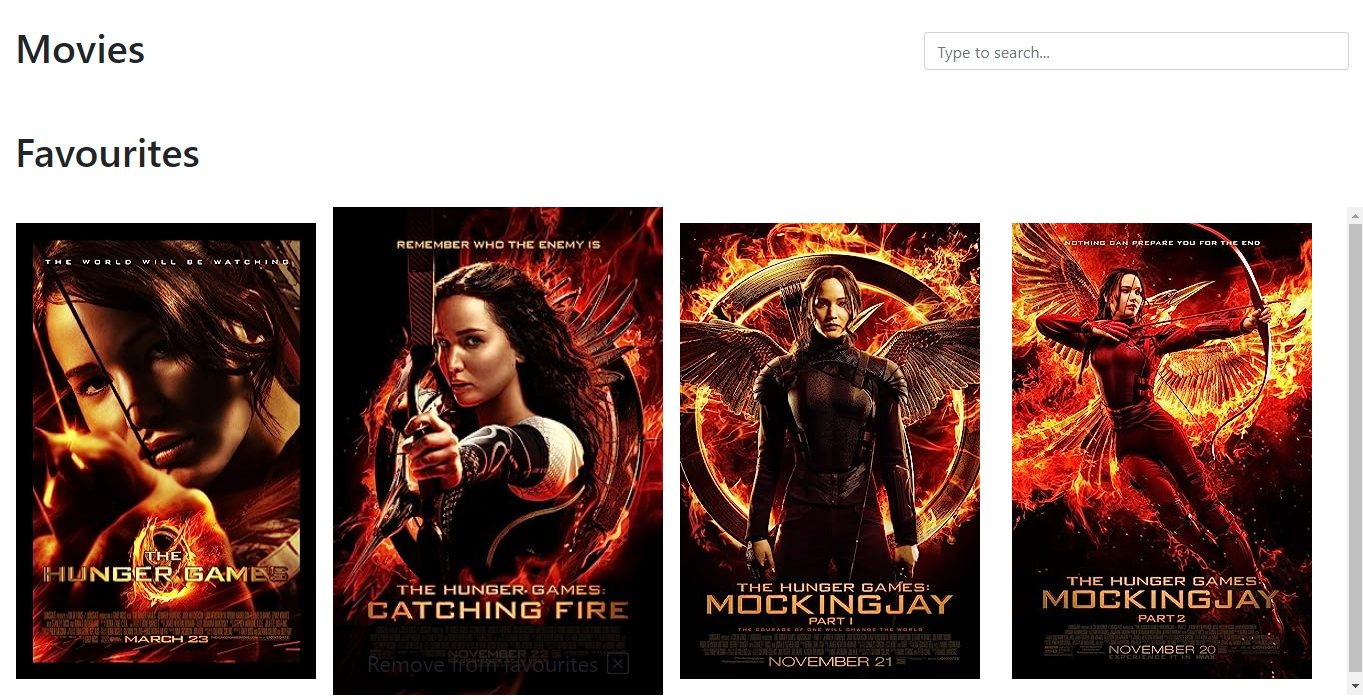 Movies
Type to search...
Favourites
THE WORLD WILL BE WATCHING
THE
HUNGER GAMES
MARCH 23
REMEMBER WHO THE ENEMY IS
THE HUNGER GAMES:
CATCHING FIRE
NOVEMBER 22
Remove from favourites
THE HUNGER GAMES:
MOCKINGJAY
PART 1
THE COURAGE OF ONE WILL CHANGE THE WORLD
NOVEMBER 21
NOTHING CAN PREPARE YOU FOR THE END
THE HUNGER GAMES:
MOCKINGJAY
PART 2
NOVEMBER 20
EXPERIENCE IT IN IMAX